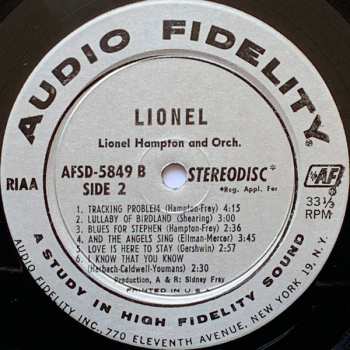 AUDIO FIDELITY
LIONEL
Lionel Hampton and Orch.
AFSD-5849 B
SIDE 2
STEREODISC*
*Reg. Appl. For
RIAA
AF
33 1/3
RPM
1. TRACKING PROBLEM (Hampton-Frey) 4:15
2. LULLABY OF BIRDLAND (Shearing) 3:00
3. BLUES FOR STEPHEN (Hampton-Frey) 2:36
4. AND THE ANGELS SING (Ellman-Mercer) 3:45
5. LOVE IS HERE TO STAY (Gershwin) 3:57
6. I KNOW THAT YOU KNOW
(Harbach-Caldwell-Youmans) 2:30
Production, A & R: Sidney Frey
PRINTED IN U.S.A.
A STUDY IN HIGH FIDELITY SOUND
AUDIO FIDELITY INC. 770 ELEVENTH AVENUE, NEW YORK 19, N.Y.